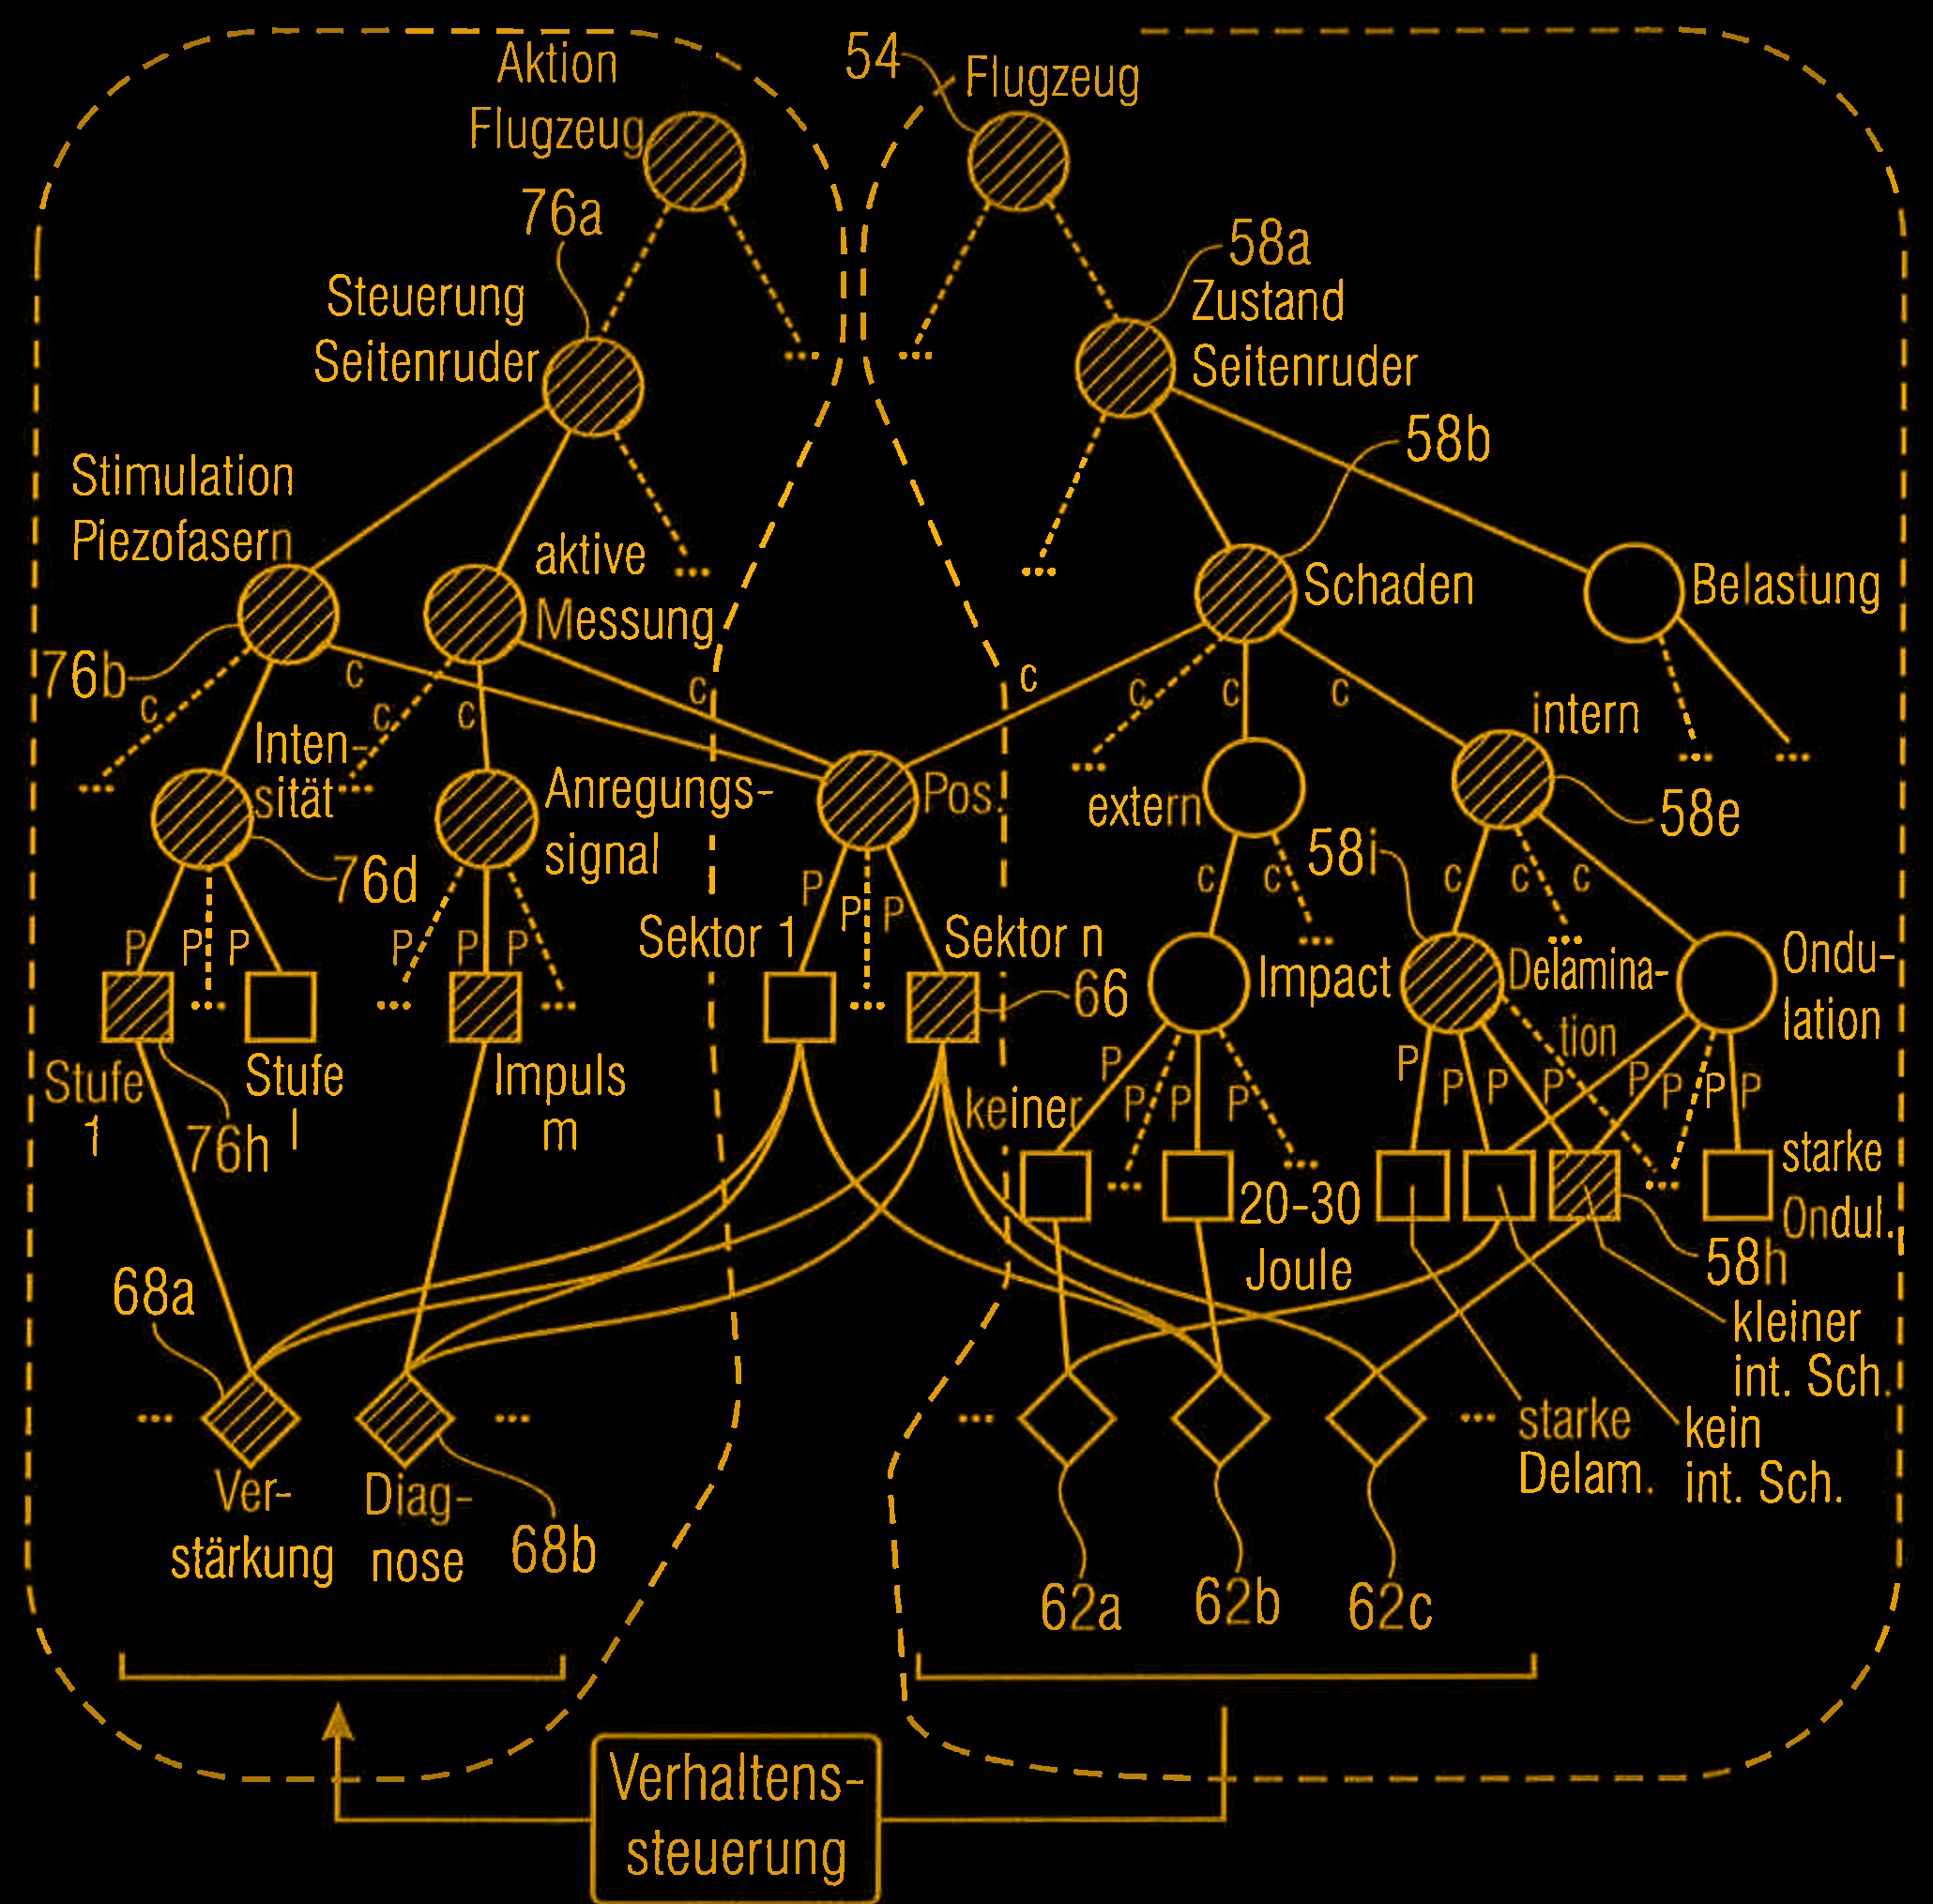 Aktion
Flugzeug
54
Flugzeug
76a
58a
Steuerung
Seitenruder
Zustand
Seitenruder
58b
Stimulation
Piezofasern
aktive
Messung
Schaden
Belastung
76b
c
c
c
c
c
c
c
c
c
Inten-
sität
Anregungs-
signal
Pos.
extern
intern
58e
58i
76d
c
c
c
c
c
P
P
P
P
P
P
P
P
P
Sektor 1
Sektor n
66
Impact
Delamina-
tion
Ondu-
lation
Stufe
1
76h
Stufe
l
Impuls
m
keiner
P
P
P
P
P
P
P
P
P
P
P
P
20-30
Joule
starke
Ondul.
58h
kleiner
int. Sch.
kein
int. Sch.
starke
Delam.
68a
Ver-
stärkung
Diag-
nose
68b
62a
62b
62c
Verhaltens-
steuerung